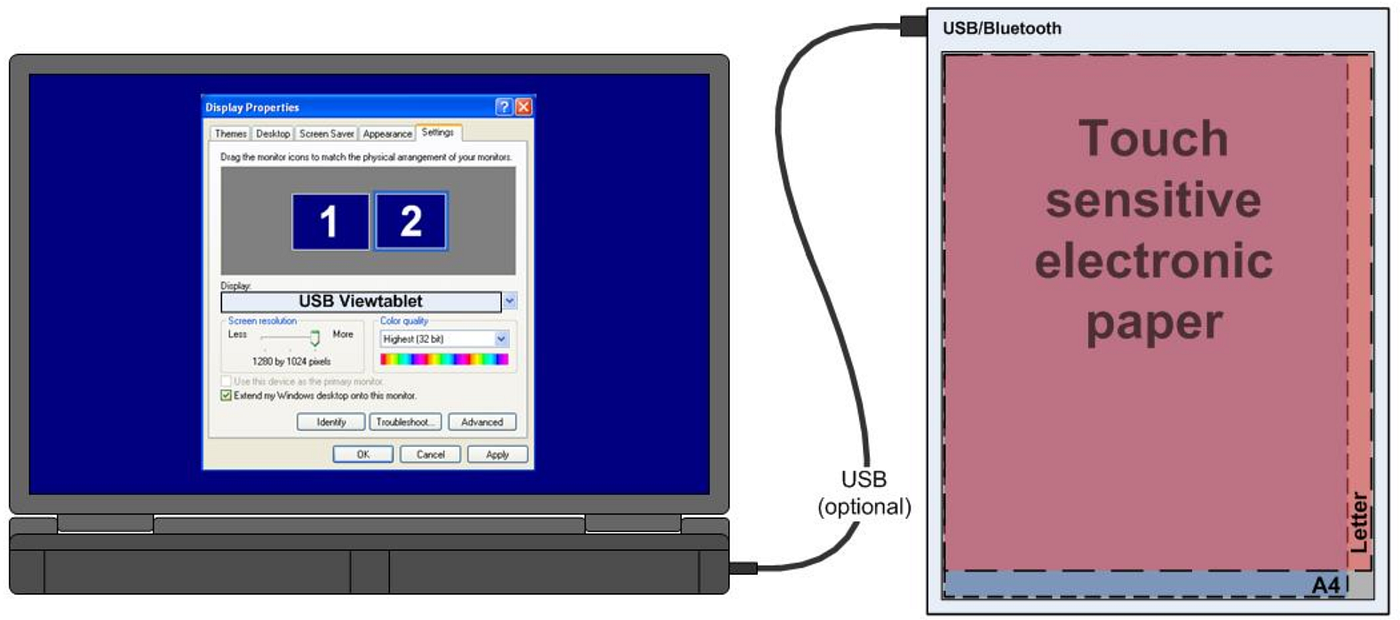 USB/Bluetooth
Display Properties
Themes Desktop Screen Saver Appearance Settings
Drag the monitor icons to match the physical arrangement of your monitors.
1 2
Display:
USB Viewtablet
Screen resolution
Less More
1280 by 1024 pixels
Color quality
Highest (32 bit)
Use this device as the primary monitor.
Extend my Windows desktop onto this monitor.
Identify Troubleshoot... Advanced
OK Cancel Apply
USB
(optional)
Touch
sensitive
electronic
paper
Letter
A4